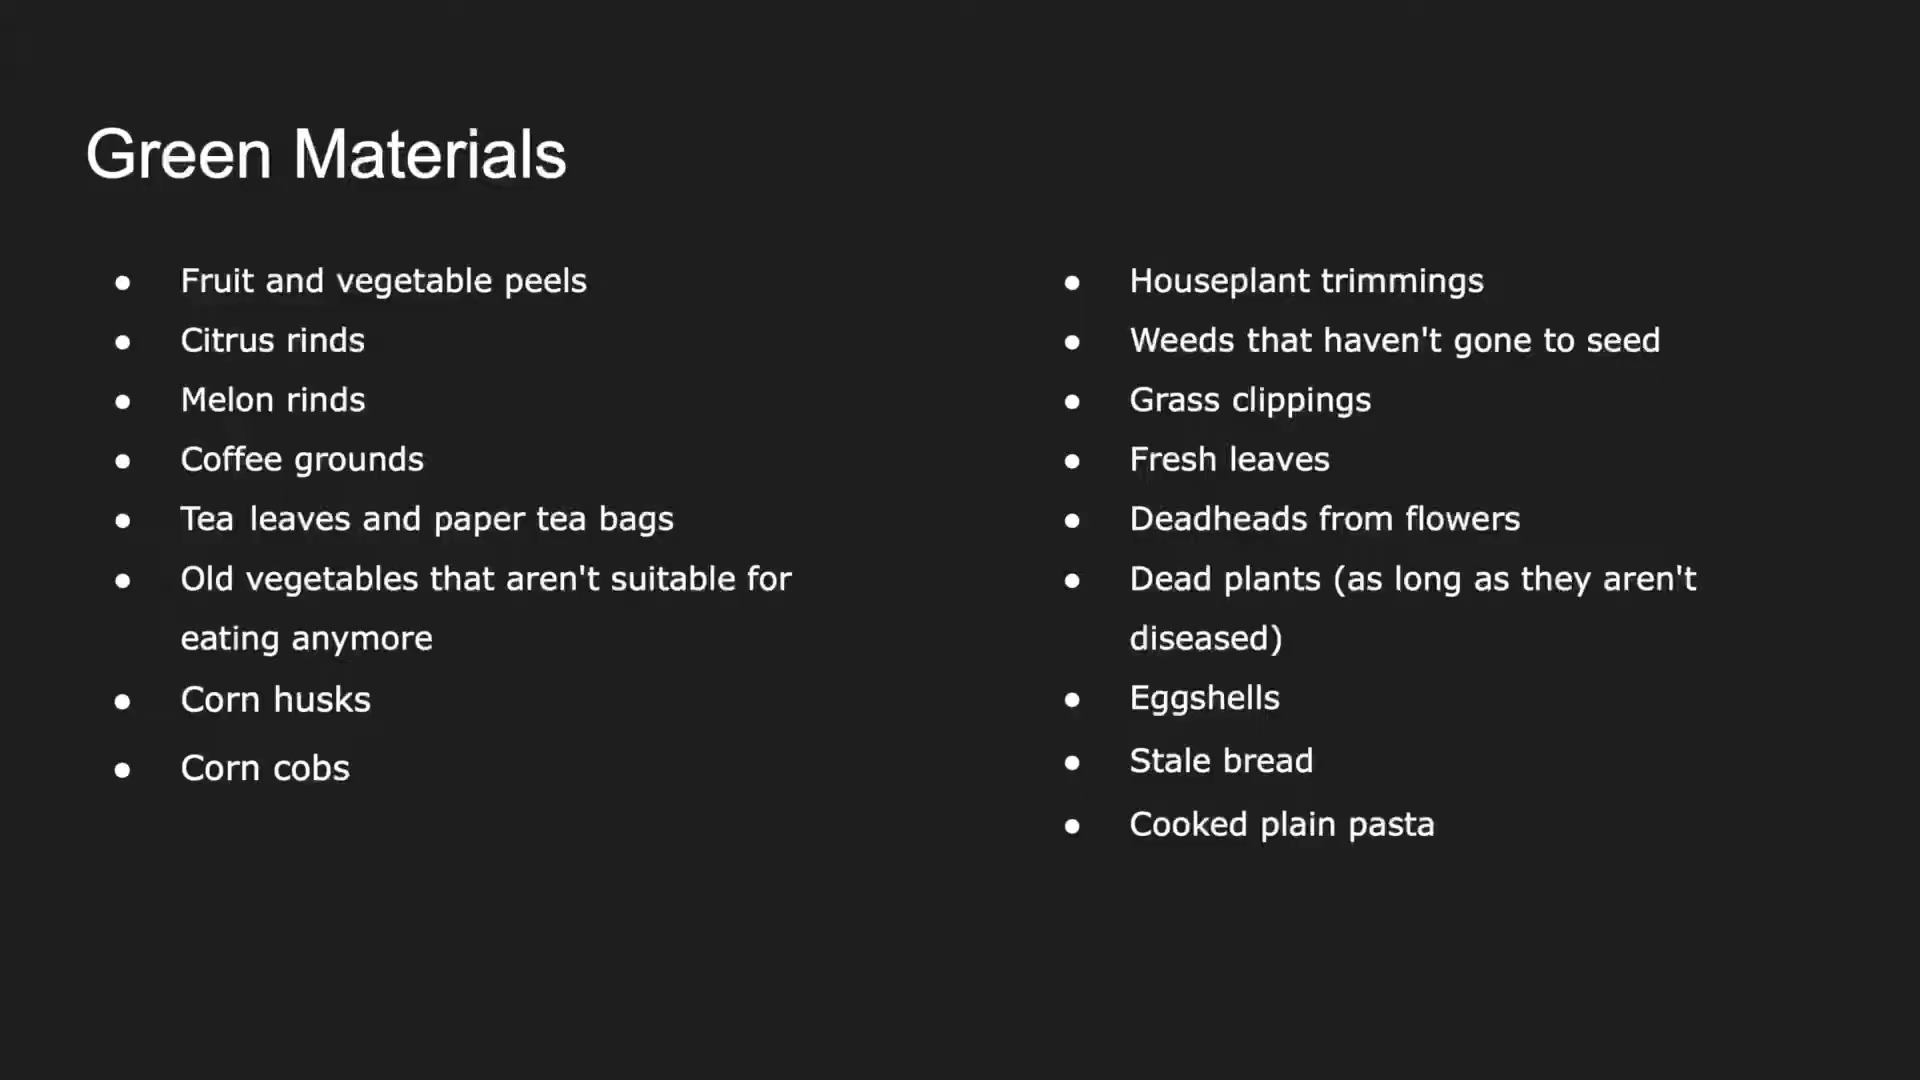 Green Materials
● Fruit and vegetable peels
● Citrus rinds
● Melon rinds
● Coffee grounds
● Tea leaves and paper tea bags
● Old vegetables that aren't suitable for
eating anymore
● Corn husks
● Corn cobs
● Houseplant trimmings
● Weeds that haven't gone to seed
● Grass clippings
● Fresh leaves
● Deadheads from flowers
● Dead plants (as long as they aren't
diseased)
● Eggshells
● Stale bread
● Cooked plain pasta